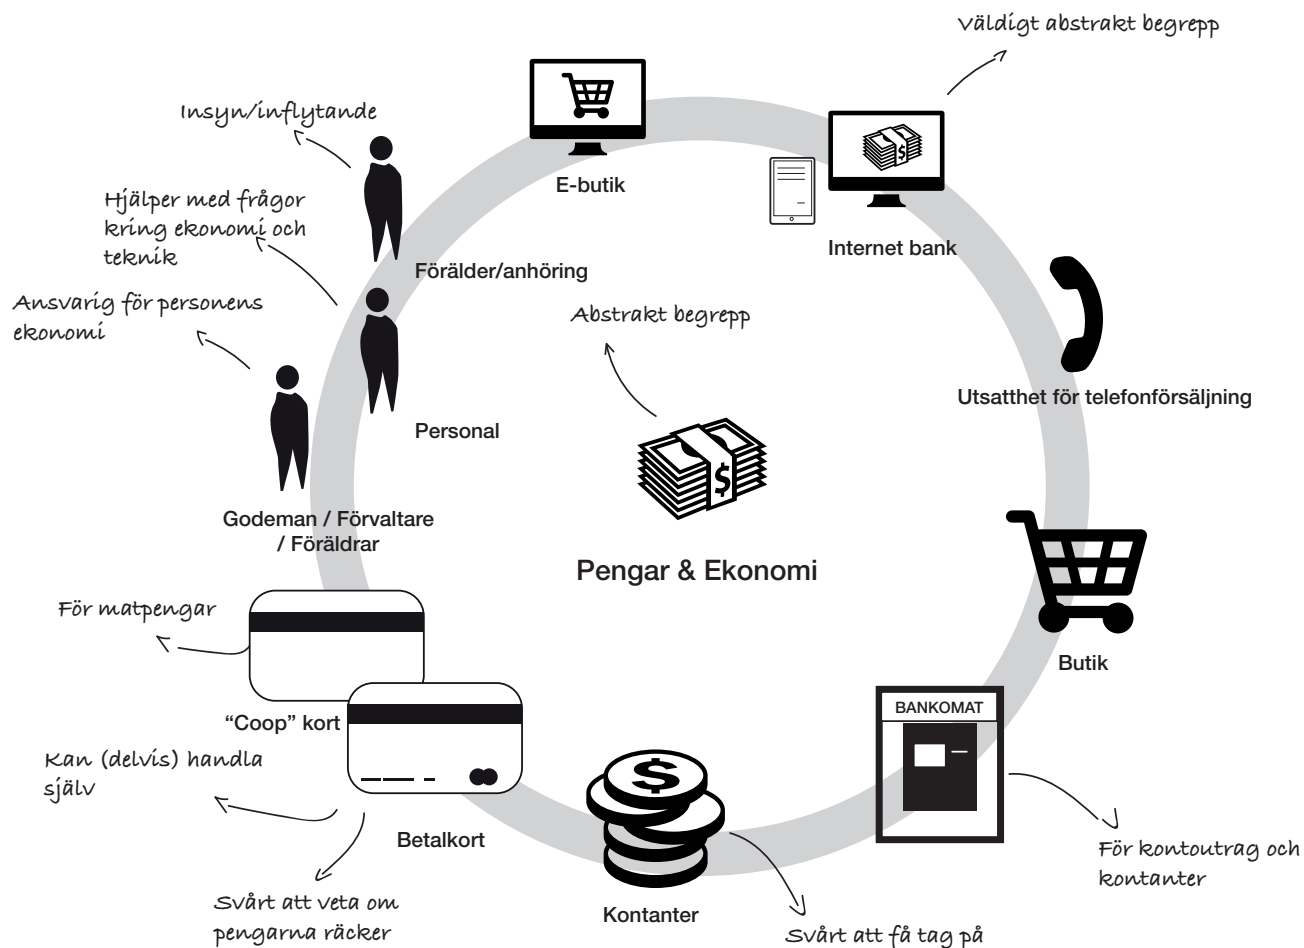 Väldigt abstrakt begrepp
Insyn/inflytande
E-butik
Hjälper med frågor
kring ekonomi och
teknik
Internet bank
Förälder/anhöring
Ansvarig för personens
ekonomi
Abstrakt begrepp
Utsatthet för telefonförsäljning
Personal
$
Godeman / Förvaltare
/ Föräldrar
Pengar & Ekonomi
För matpengar
Butik
"Coop" kort
BANKOMAT
Kan (delvis) handla
själv
$
Betalkort
För kontoutrag och
kontanter
Svårt att veta om
pengarna räcker
Kontanter
Svårt att få tag på